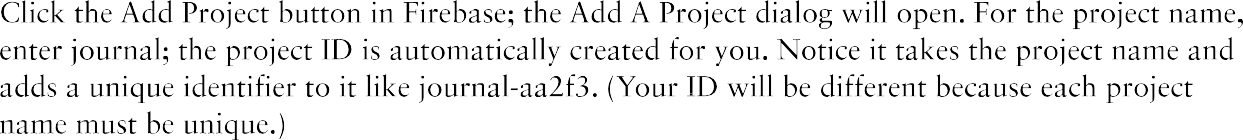 Click the Add Project button in Firebase; the Add A Project dialog will open. For the project name,
enter journal; the project ID is automatically created for you. Notice it takes the project name and
adds a unique identifier to it like journal-aa2f3. (Your ID will be different because each project
name must be unique.)